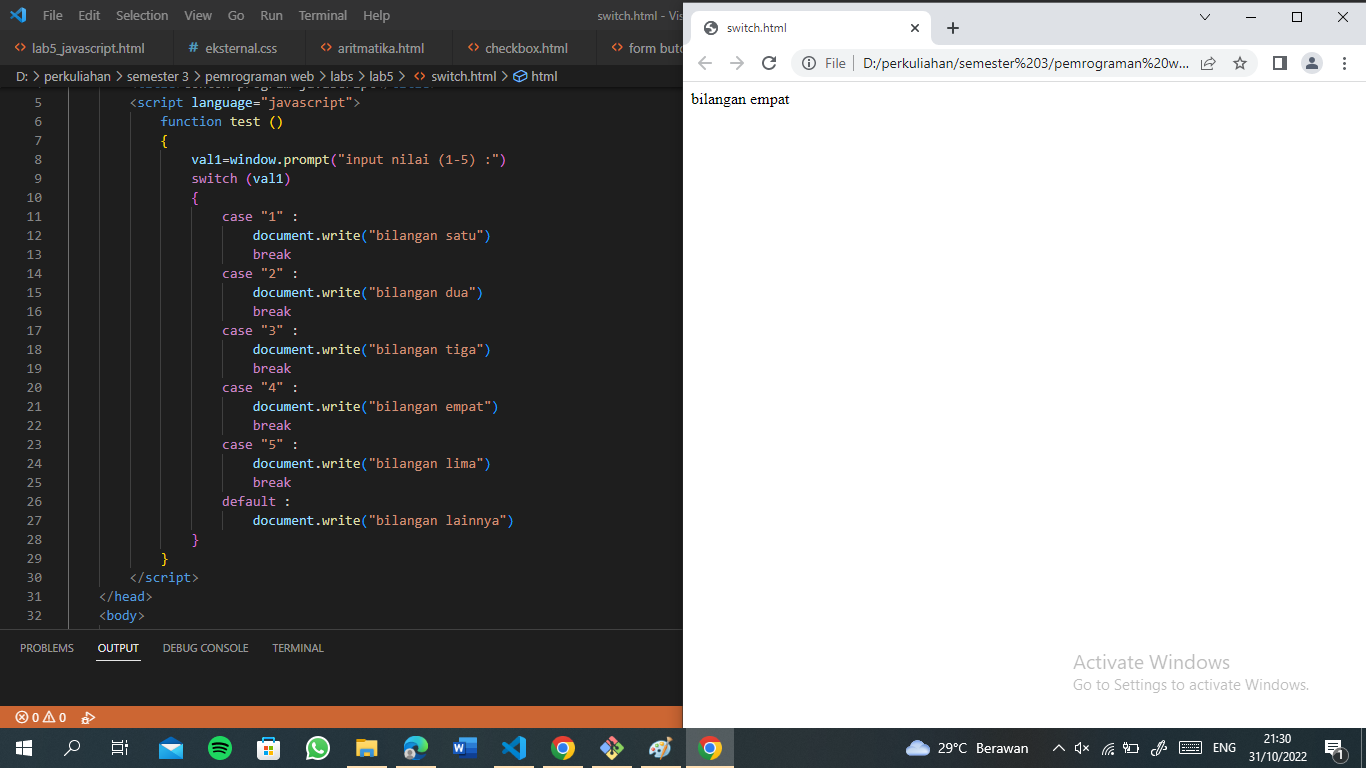 File Edit Selection View Go Run Terminal Help switch.html - Vis
lab5_javascript.html # eksternal.css aritmatika.html checkbox.html form buto
D: > perkuliahan > semester 3 > pemrograman web > labs > lab5 > switch.html > html
5 <script language="javascript">
6 function test ()
7 {
8 val1=window.prompt("input nilai (1-5) :")
9 switch (val1)
10 {
11 case "1" :
12 document.write("bilangan satu")
13 break
14 case "2" :
15 document.write("bilangan dua")
16 break
17 case "3" :
18 document.write("bilangan tiga")
19 break
20 case "4" :
21 document.write("bilangan empat")
22 break
23 case "5" :
24 document.write("bilangan lima")
25 break
26 default :
27 document.write("bilangan lainnya")
28 }
29 }
30 </script>
31 </head>
32 <body>
PROBLEMS OUTPUT DEBUG CONSOLE TERMINAL
0 0
switch.html
File | D:/perkuliahan/semester%203/pemrograman%20w...
bilangan empat
Activate Windows
Go to Settings to activate Windows.
29°C Berawan ENG 21:30
31/10/2022 1